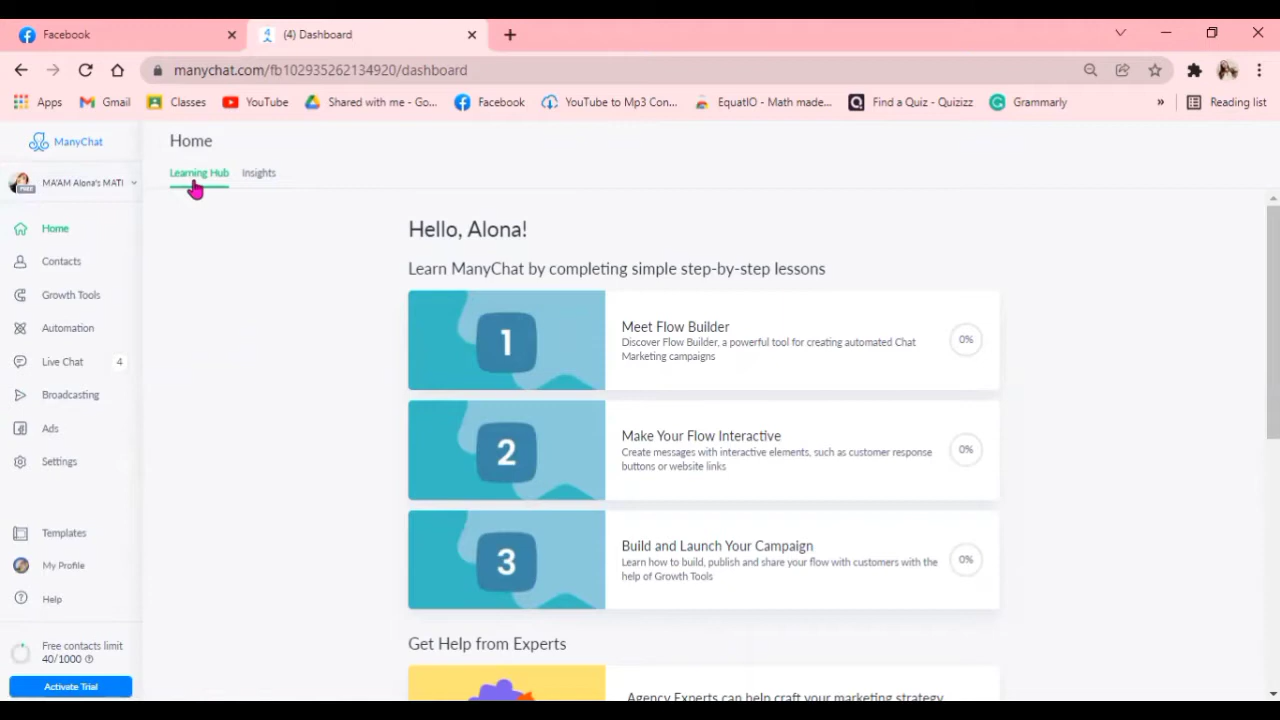 Facebook
(4) Dashboard
manychat.com/fb102935262134920/dashboard
Apps
Gmail
Classes
YouTube
Shared with me - Go...
Facebook
YouTube to Mp3 Con...
EquatIO - Math made...
Find a Quiz - Quizizz
Grammarly
»
Reading list
ManyChat
MA'AM Alona's MATI
Home
Contacts
Growth Tools
Automation
Live Chat 4
Broadcasting
Ads
Settings
Templates
My Profile
Help
Free contacts limit
40/1000
Activate Trial
Home
Learning Hub
Insights
Hello, Alona!
Learn ManyChat by completing simple step-by-step lessons
1
Meet Flow Builder
Discover Flow Builder, a powerful tool for creating automated Chat
Marketing campaigns
0%
2
Make Your Flow Interactive
Create messages with interactive elements, such as customer response
buttons or website links
0%
3
Build and Launch Your Campaign
Learn how to build, publish and share your flow with customers with the
help of Growth Tools
0%
Get Help from Experts
Agency Experts can help craft your marketing strategy